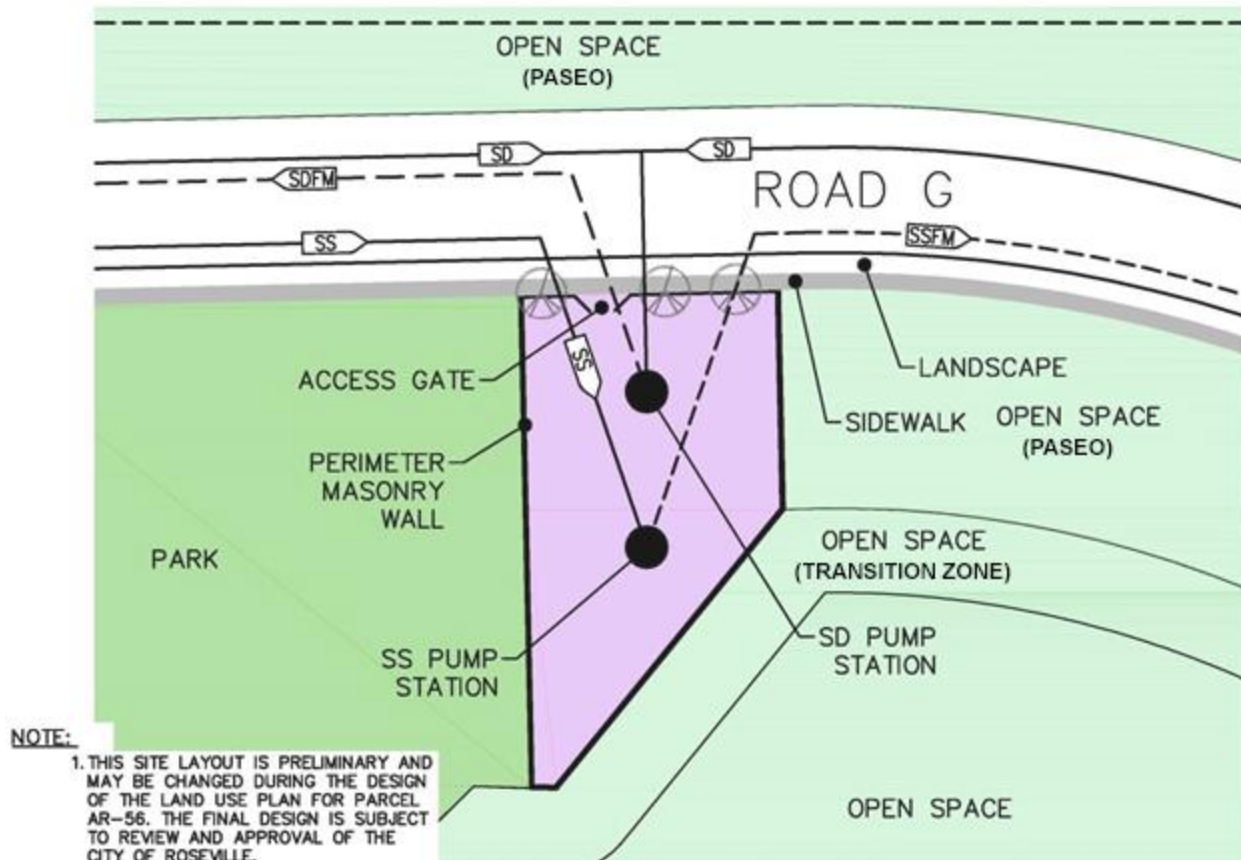 OPEN SPACE
(PASEO)
SD
SD
SDFM
ROAD G
SS
SSFM
SS
ACCESS GATE
LANDSCAPE
SIDEWALK
OPEN SPACE
(PASEO)
PERIMETER
MASONRY
WALL
PARK
OPEN SPACE
(TRANSITION ZONE)
SS PUMP
STATION
SD PUMP
STATION
NOTE:
1. THIS SITE LAYOUT IS PRELIMINARY AND
MAY BE CHANGED DURING THE DESIGN
OF THE LAND USE PLAN FOR PARCEL
AR-56. THE FINAL DESIGN IS SUBJECT
TO REVIEW AND APPROVAL OF THE
CITY OF ROSEVILLE.
OPEN SPACE